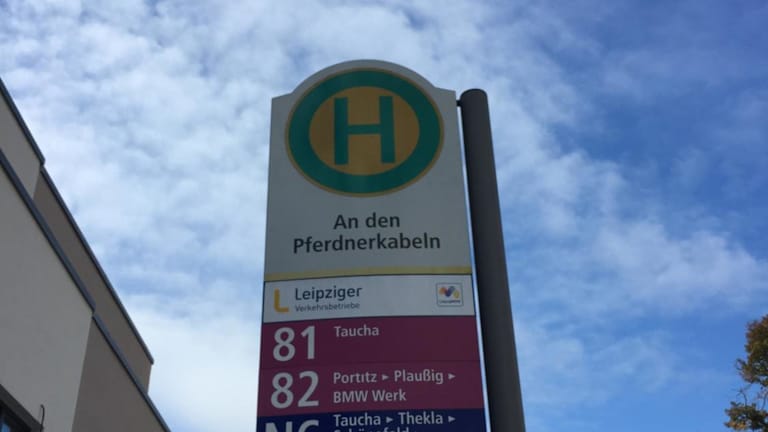 H
An den
Pferdnerkabeln
Leipziger
Verkehrsbetriebe
81 Taucha
82 Portitz ▸ Plaußig ▸
BMW Werk
Taucha ▸ Thekla ▸